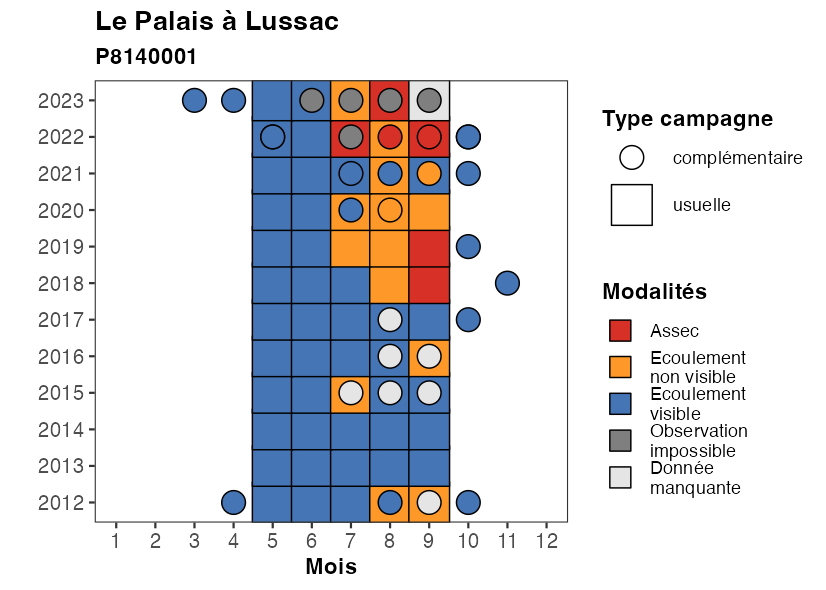 Le Palais à Lussac
P8140001
2023
2022
2021
2020
2019
2018
2017
2016
2015
2014
2013
2012
1 2 3 4 5 6 7 8 9 10 11 12
Mois
Type campagne
complémentaire
usuelle
Modalités
Assec
Ecoulement
non visible
Ecoulement
visible
Observation
impossible
Donnée
manquante